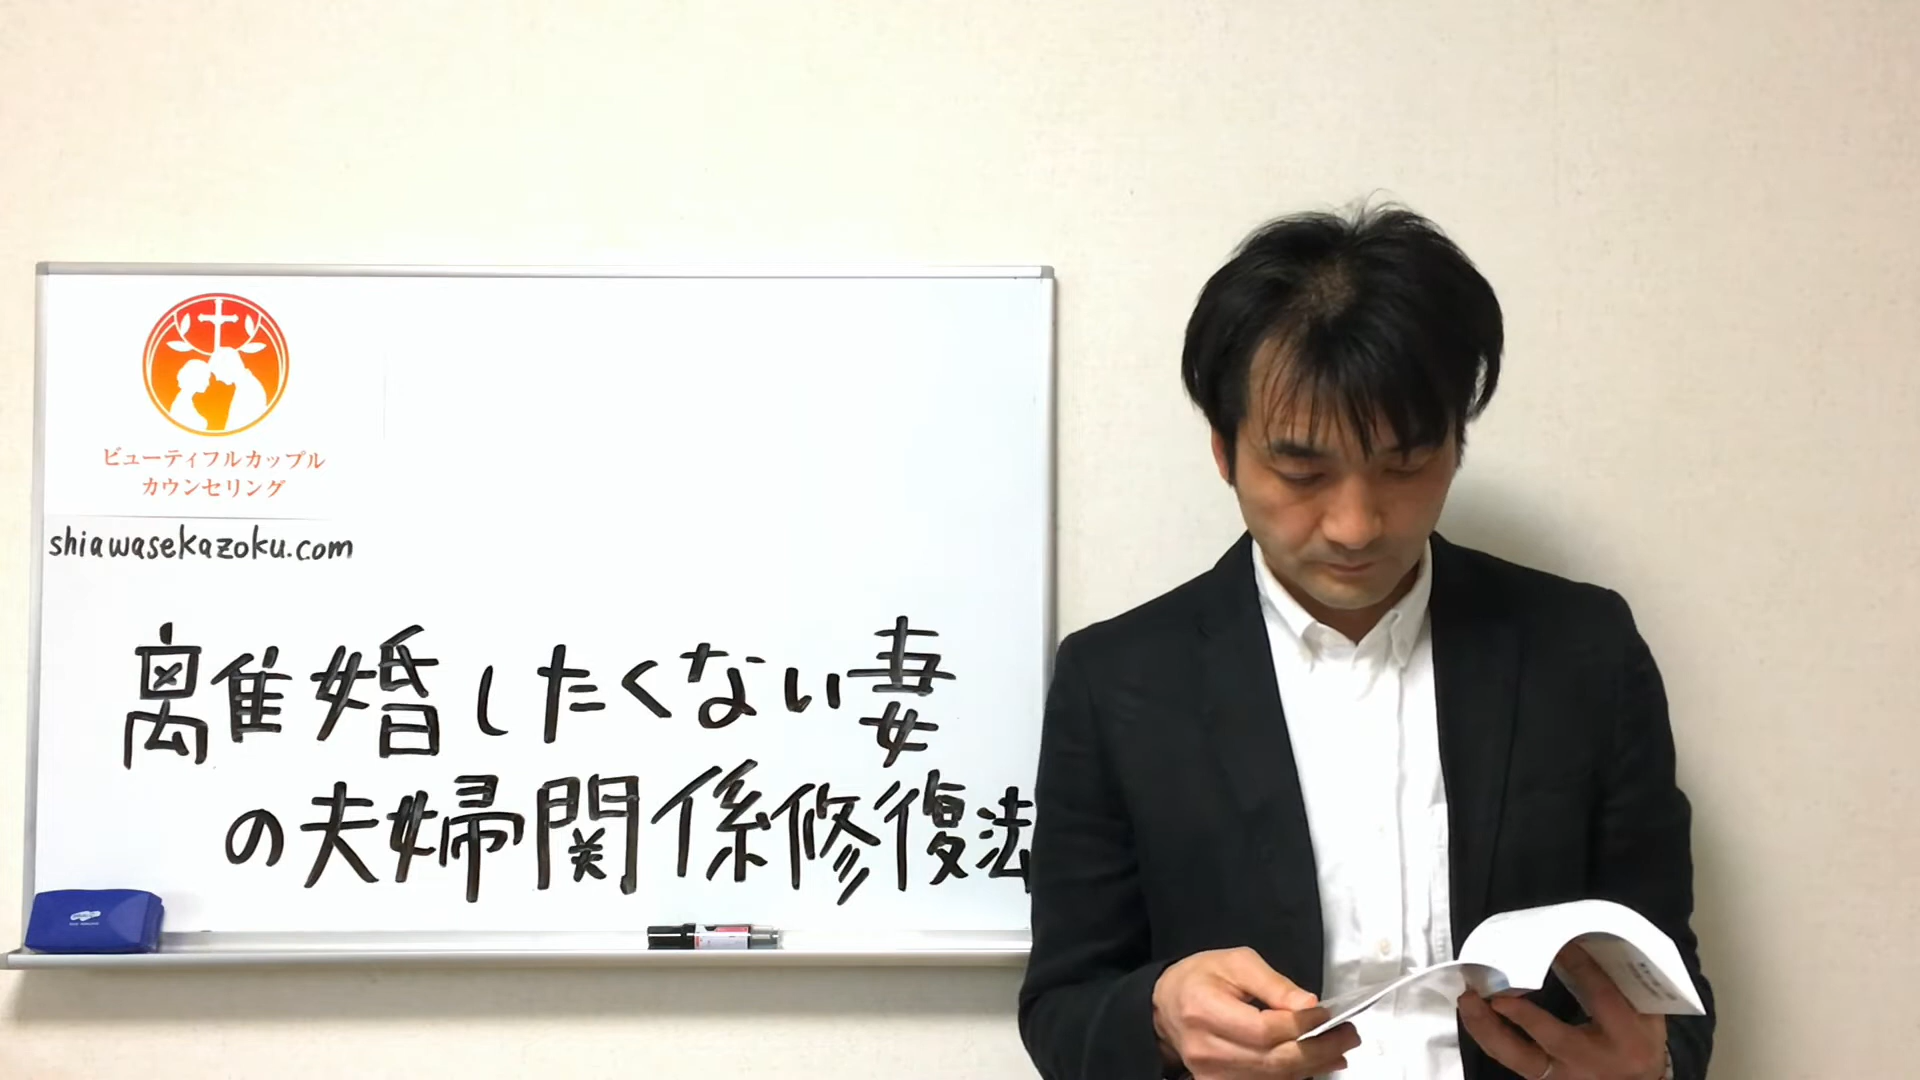 ビューティフルカップル
カウンセリング
shiawasekazoku.com
離婚したくない妻
の夫婦関係修復法